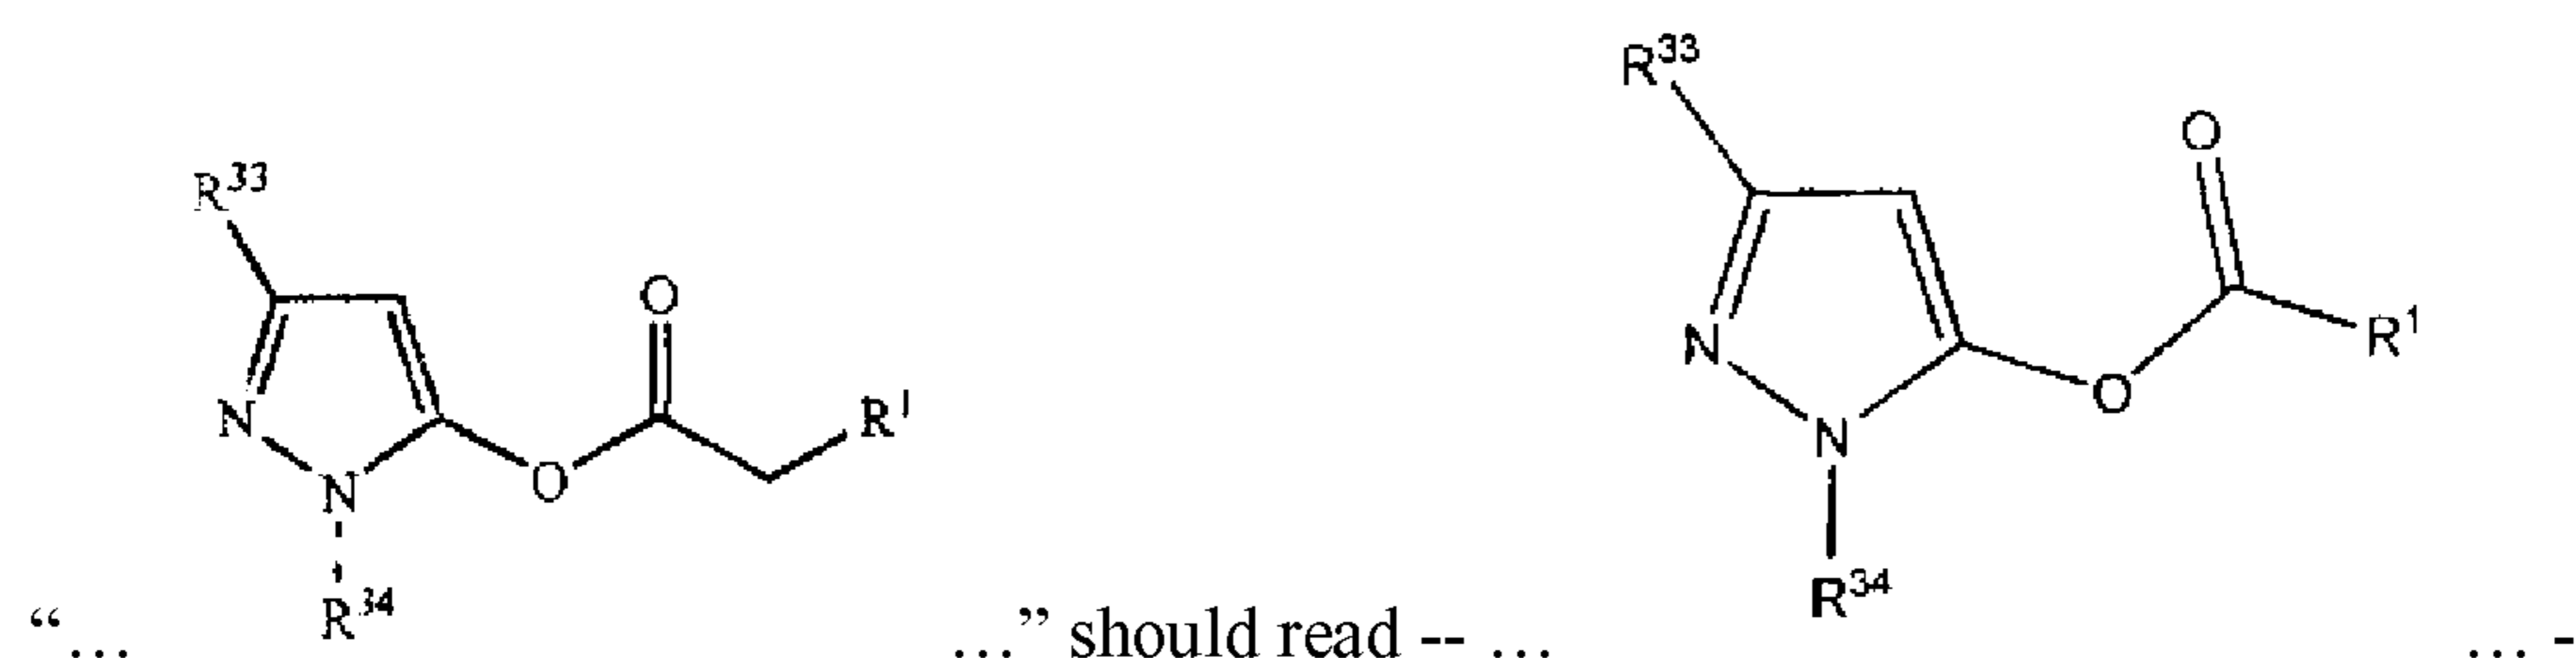 R³³
R³³
O
O
N
R¹
R¹
N
O
N
O
N
R³⁴
R³⁴
“... ...” should read -- ... ... -